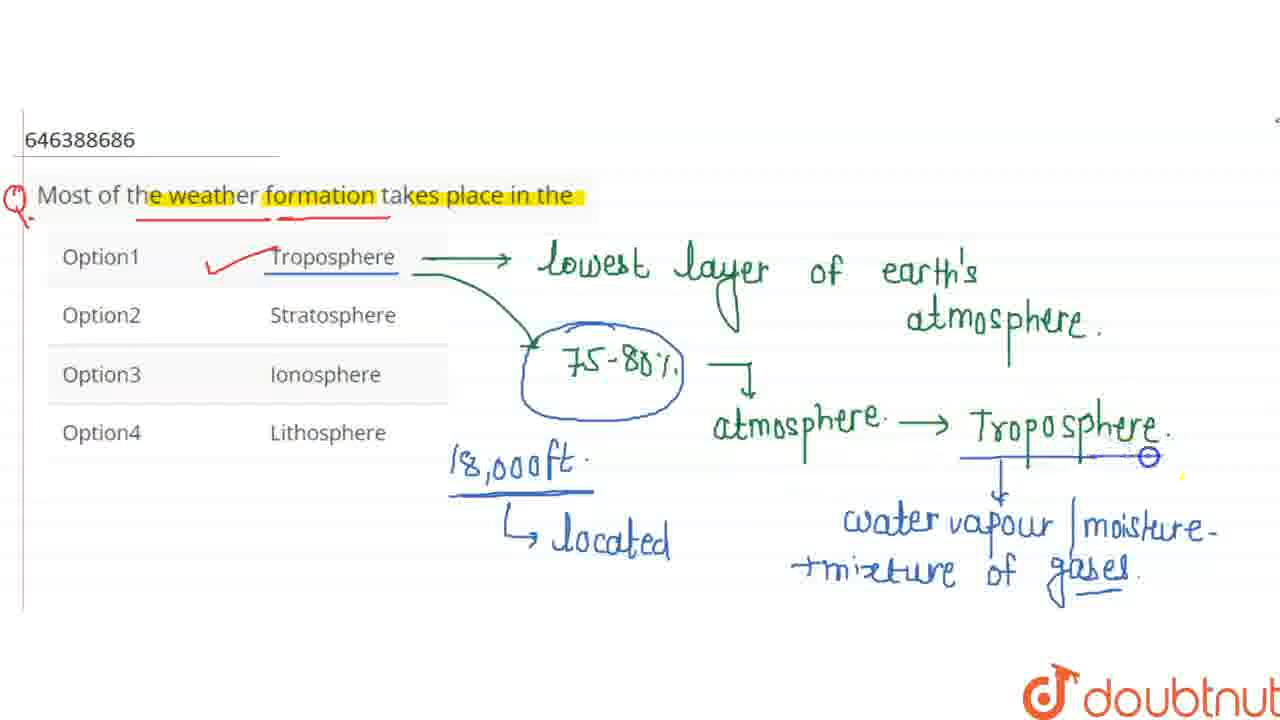 646388686
Q. Most of the weather formation takes place in the
Option1 Troposphere → lowest layer of earth's
atmosphere.
Option2 Stratosphere
75-80%.
Option3 Ionosphere
atmosphere. → Troposphere.
Option4 Lithosphere
18,000ft.
↳ located
water vapour / moisture
+mixture of gases.
doubtnut